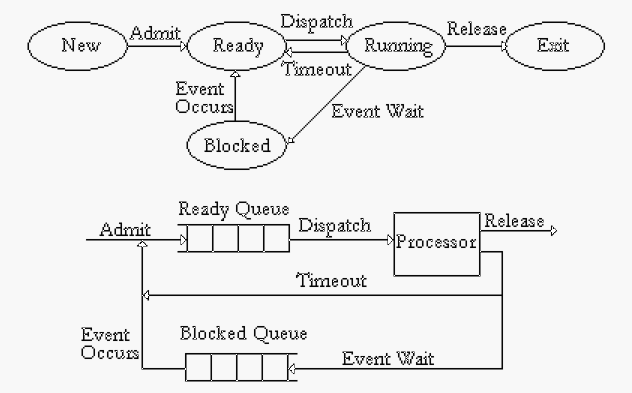 New
Admit
Ready
Dispatch
Timeout
Running
Release
Exit
Event
Occurs
Event Wait
Blocked
Ready Queue
Admit
Dispatch
Processor
Release
Timeout
Event
Occurs
Blocked Queue
Event Wait